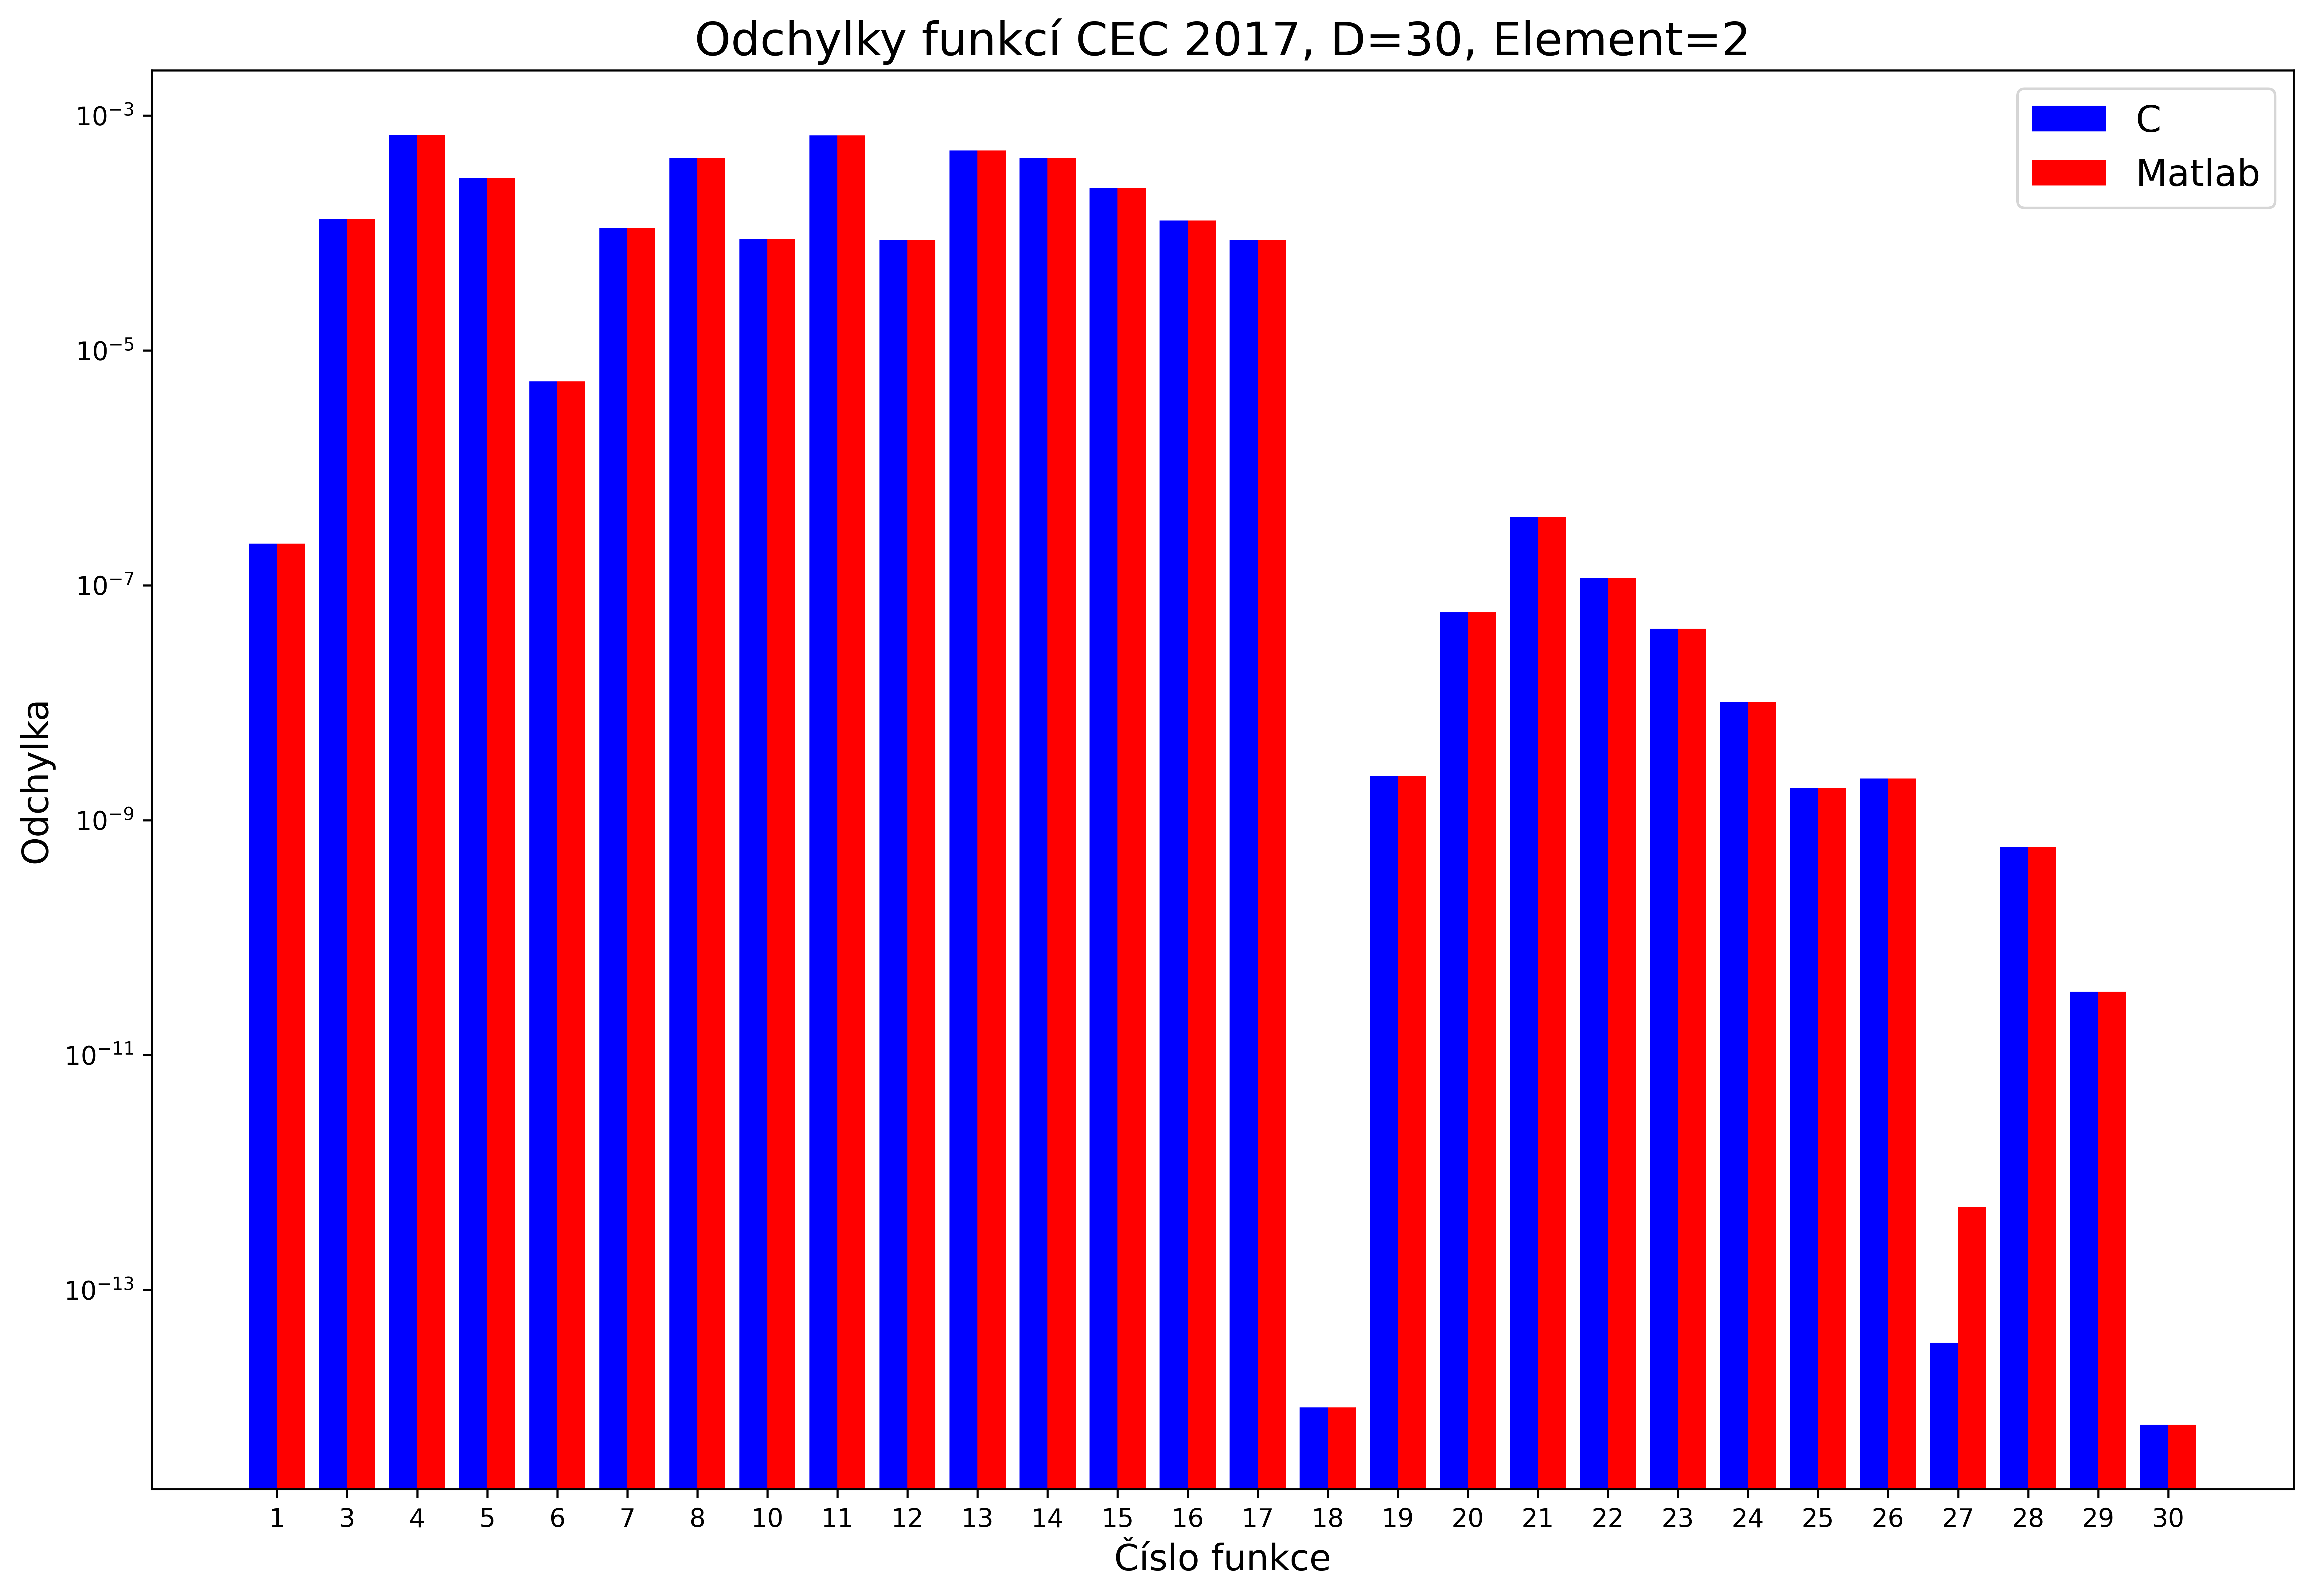 Odchylky funkcí CEC 2017, D=30, Element=2
C
Matlab
Odchylka
10⁻³
10⁻⁵
10⁻⁷
10⁻⁹
10⁻¹¹
10⁻¹³
1 3 4 5 6 7 8 10 11 12 13 14 15 16 17 18 19 20 21 22 23 24 25 26 27 28 29 30
Číslo funkce